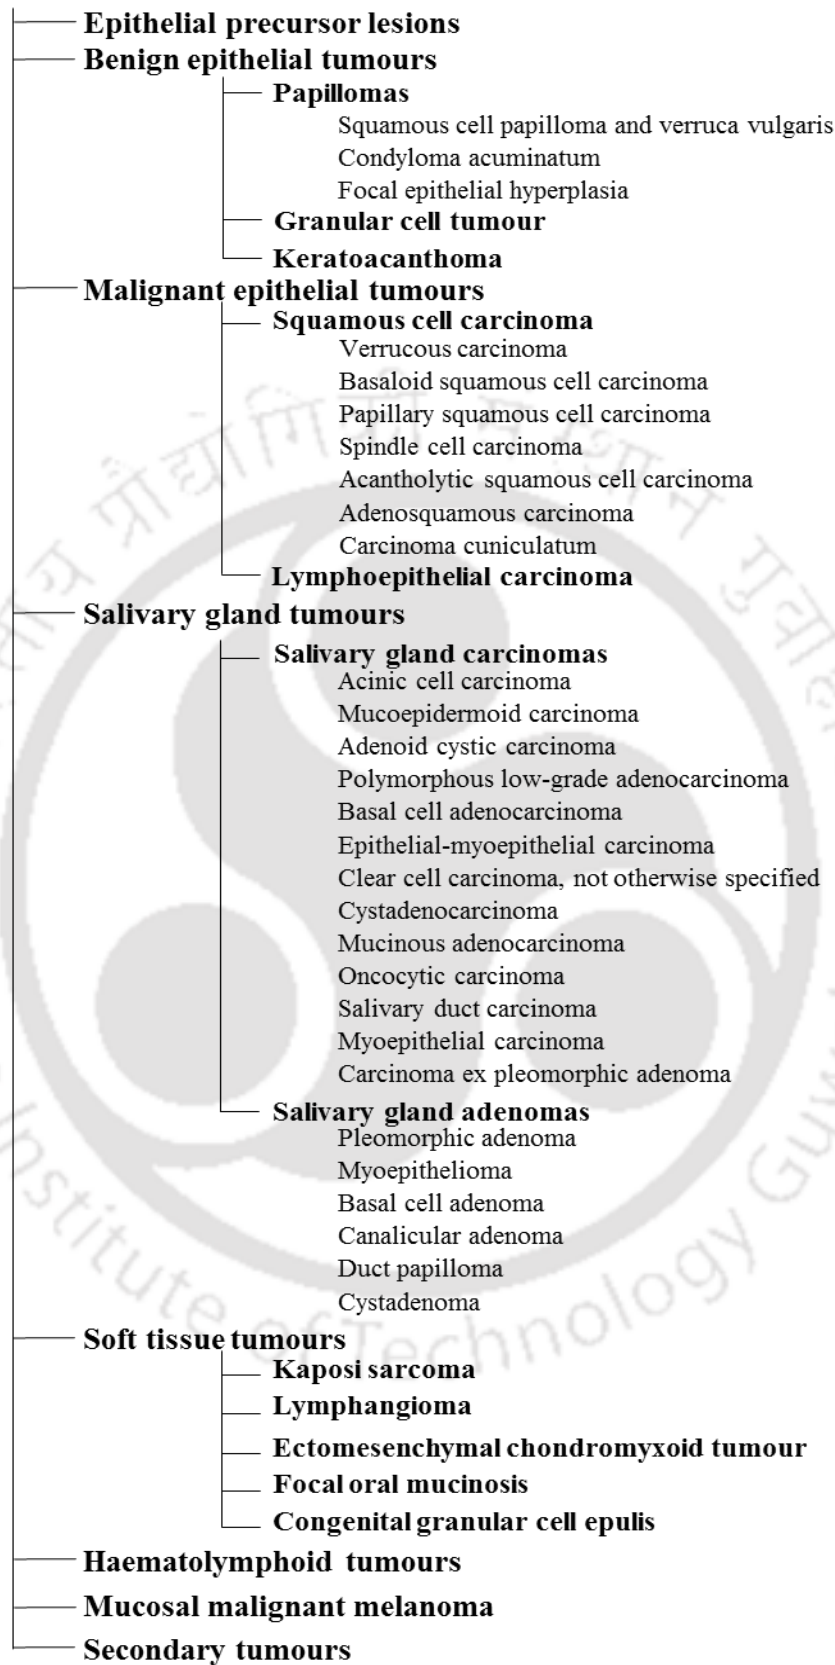 Epithelial precursor lesions
Benign epithelial tumours
Papillomas
Squamous cell papilloma and verruca vulgaris
Condyloma acuminatum
Focal epithelial hyperplasia
Granular cell tumour
Keratoacanthoma
Malignant epithelial tumours
Squamous cell carcinoma
Verrucous carcinoma
Basaloid squamous cell carcinoma
Papillary squamous cell carcinoma
Spindle cell carcinoma
Acantholytic squamous cell carcinoma
Adenosquamous carcinoma
Carcinoma cuniculatum
Lymphoepithelial carcinoma
Salivary gland tumours
Salivary gland carcinomas
Acinic cell carcinoma
Mucoepidermoid carcinoma
Adenoid cystic carcinoma
Polymorphous low-grade adenocarcinoma
Basal cell adenocarcinoma
Epithelial-myoepithelial carcinoma
Clear cell carcinoma, not otherwise specified
Cystadenocarcinoma
Mucinous adenocarcinoma
Oncocytic carcinoma
Salivary duct carcinoma
Myoepithelial carcinoma
Carcinoma ex pleomorphic adenoma
Salivary gland adenomas
Pleomorphic adenoma
Myoepithelioma
Basal cell adenoma
Canalicular adenoma
Duct papilloma
Cystadenoma
Soft tissue tumours
Kaposi sarcoma
Lymphangioma
Ectomesenchymal chondromyxoid tumour
Focal oral mucinosis
Congenital granular cell epulis
Haematolymphoid tumours
Mucosal malignant melanoma
Secondary tumours
प्रौद्योगिकी
Institute of Technology